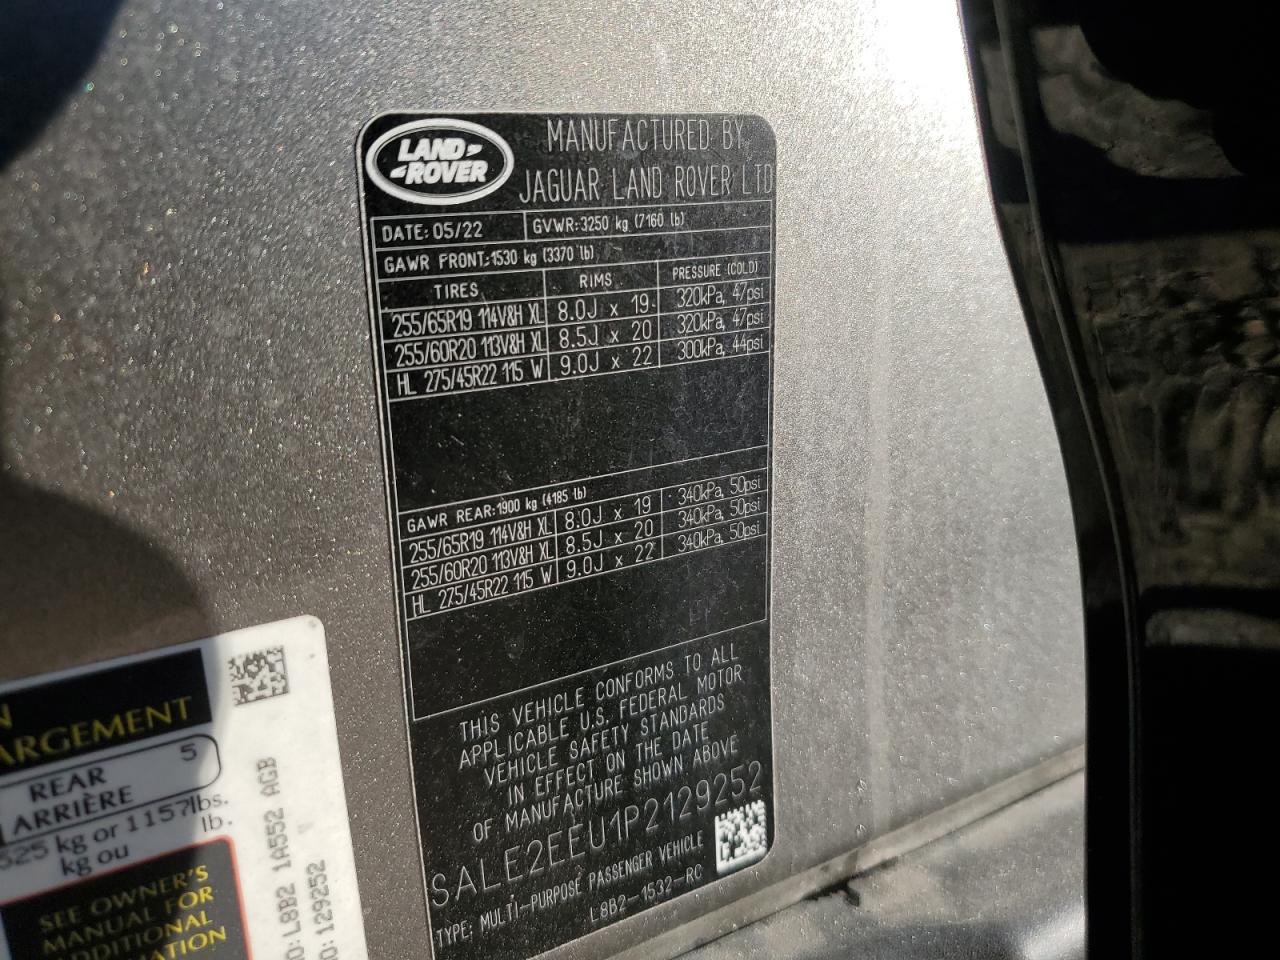 LAND ROVER
MANUFACTURED BY
JAGUAR LAND ROVER LTD
DATE: 05/22 GVWR: 3250 kg (7160 lb)
GAWR FRONT: 1530 kg (3370 lb)
TIRES RIMS PRESSURE (COLD)
255/65R19 114V&H XL 8.0J x 19 320kPa, 47psi
255/60R20 113V&H XL 8.5J x 20 320kPa, 47psi
HL 275/45R22 115 W 9.0J x 22 300kPa, 44psi
GAWR REAR: 1900 kg (4185 lb)
255/65R19 114V&H XL 8.0J x 19 340kPa, 50psi
255/60R20 113V&H XL 8.5J x 20 340kPa, 50psi
HL 275/45R22 115 W 9.0J x 22 340kPa, 50psi
THIS VEHICLE CONFORMS TO ALL
APPLICABLE U.S. FEDERAL MOTOR
VEHICLE SAFETY STANDARDS
IN EFFECT ON THE DATE
OF MANUFACTURE SHOWN ABOVE
SALE2EEU1P2129252
TYPE: MULTI-PURPOSE PASSENGER VEHICLE
L8B2-1532-RC
N
ARGEMENT
REAR 5
ARRIÈRE
525 kg or 1157lbs.
kg ou lb.
SEE OWNER'S
MANUAL FOR
ADDITIONAL
MATION
NO: L8B2 1A552 AGB
NO: 129252